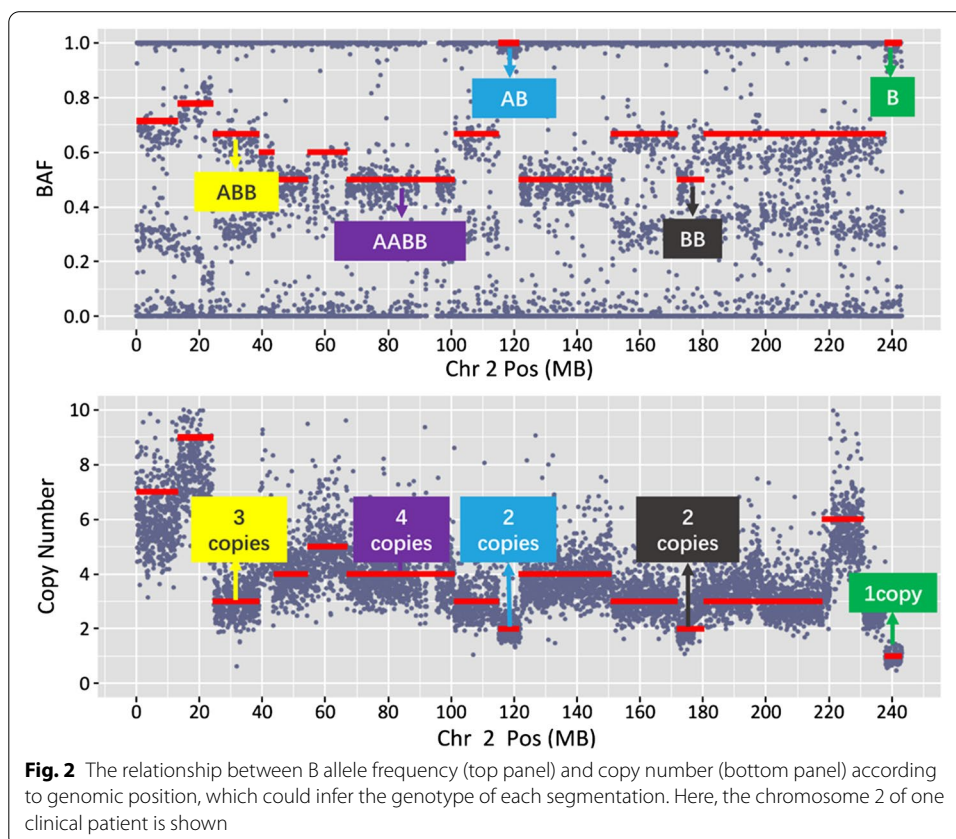 1.0
0.8
0.6
0.4
0.2
0.0
BAF
AB
B
ABB
AABB
BB
0 20 40 60 80 100 120 140 160 180 200 220 240
Chr 2 Pos (MB)
10
8
6
4
2
0
Copy Number
3 copies
4 copies
2 copies
2 copies
1copy
0 20 40 60 80 100 120 140 160 180 200 220 240
Chr 2 Pos (MB)
Fig. 2 The relationship between B allele frequency (top panel) and copy number (bottom panel) according
to genomic position, which could infer the genotype of each segmentation. Here, the chromosome 2 of one
clinical patient is shown